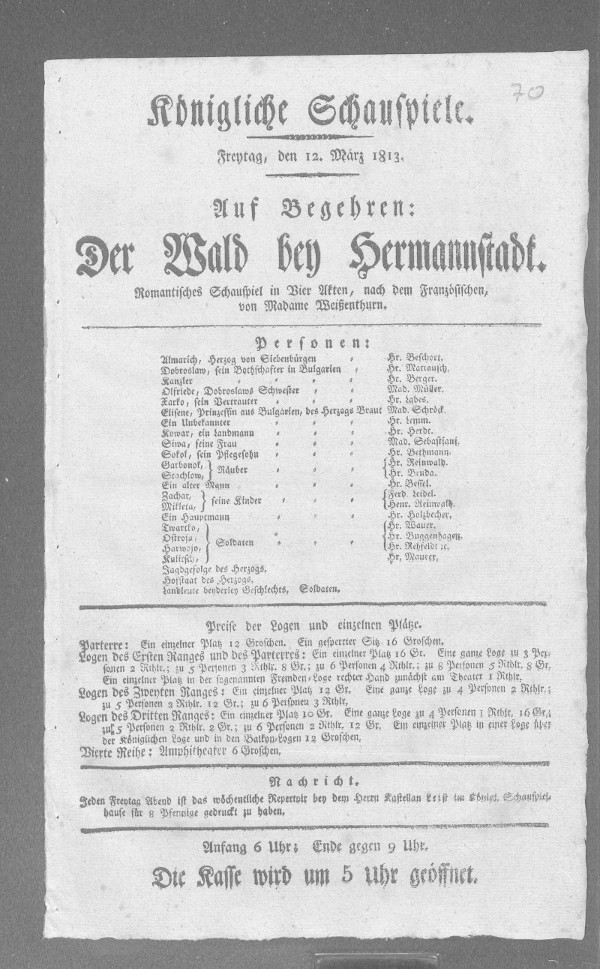 70
Königliche Schauspiele.
Freytag, den 12. März 1813.
Auf Begehren:
Der Wald bey Hermannstadt.
Romantisches Schauspiel in Vier Akten, nach dem Französischen,
von Madame Weißenthurn.
Personen:
Almarich, Herzog von Siebenbürgen Hr. Beschort.
Dobroslaw, sein Bothschafter in Bulgarien Hr. Mattausch.
Kanzler Hr. Berger.
Olfriede, Dobroslaws Schwester Mad. Müller.
Xarko, sein Vertrauter Hr. Labes.
Elisene, Prinzessin aus Bulgarien, des Herzogs Braut Mad. Schröck.
Ein Unbekannter Hr. Lemm.
Kowar, ein Landmann Hr. Herdt.
Siwa, seine Frau Mad. Sebastiani.
Sokol, sein Pflegesohn Hr. Bethmann.
Garbonok, } Räuber { Hr. Reinwald.
Stachlow, } { Hr. Benda.
Ein alter Mann Hr. Bessel.
Zachar, } seine Kinder { Ferd. Leidel.
Mikleta, } { Henr. Reinwald.
Ein Hauptmann Hr. Holzbecher.
Twartko, } { Hr. Wauer.
Ostroja, } Soldaten { Hr. Buggenhagen.
Harwojo, } { Hr. Rehfeldt ꝛc.
Kulitsch, } Hr. Maurer.
Jagdgefolge des Herzogs.
Hofstaat des Herzogs.
Landleute beyderley Geschlechts. Soldaten.
Preise der Logen und einzelnen Plätze.
Parterre: Ein einzelner Platz 12 Groschen. Ein gesperrter Sitz 16 Groschen.
Logen des Ersten Ranges und des Parterres: Ein einzelner Platz 16 Gr. Eine ganze Loge zu 3 Per-
sonen 2 Rthlr.; zu 5 Personen 3 Rthlr. 8 Gr.; zu 6 Personen 4 Rthlr.; zu 8 Personen 5 Rthlr. 8 Gr.
Ein einzelner Platz in der sogenannten Fremden-Loge rechter Hand zunächst am Theater 1 Rthlr.
Logen des Zweyten Ranges: Ein einzelner Platz 12 Gr. Eine ganze Loge zu 4 Personen 2 Rthlr.;
zu 5 Personen 2 Rthlr. 12 Gr.; zu 6 Personen 3 Rthlr.
Logen des Dritten Ranges: Ein einzelner Platz 10 Gr. Eine ganze Loge zu 4 Personen 1 Rthlr. 16 Gr.;
zu 5 Personen 2 Rthlr. 2 Gr.; zu 6 Personen 2 Rthlr. 12 Gr. Ein einzelner Platz in einer Loge über
der Königlichen Loge und in den Balkon-Logen 12 Groschen.
Vierte Reihe: Amphitheater 6 Groschen.
Nachricht.
Jeden Freytag Abend ist das wöchentliche Repertoir bey dem Herrn Kastellan Leist im Königl. Schauspiel-
hause für 8 Pfennige gedruckt zu haben.
Anfang 6 Uhr; Ende gegen 9 Uhr.
Die Kasse wird um 5 Uhr geöffnet.